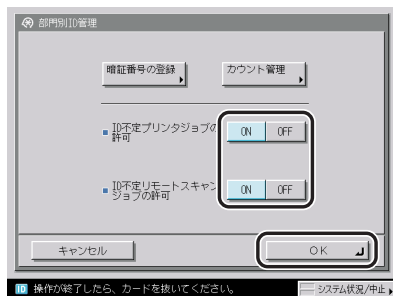 部門別ID管理
暗証番号の登録 カウント管理
ID不定プリンタジョブの
許可
ON OFF
ID不定リモートスキャン
ジョブの許可
ON OFF
キャンセル OK
ID 操作が終了したら、カードを抜いてください。 システム状況/中止